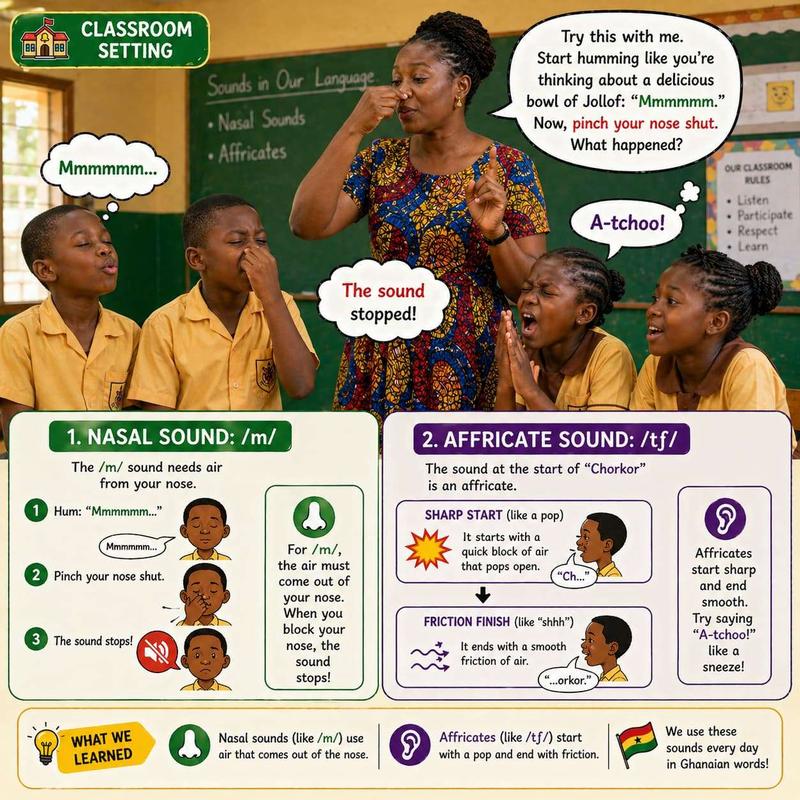 CLASSROOM
SETTING
Sounds in Our Language
• Nasal Sounds
• Affricates
Try this with me.
Start humming like you're
thinking about a delicious
bowl of Jollof: "Mmmmmm."
Now, pinch your nose shut.
What happened?
Mmmmmm...
The sound
stopped!
A-tchoo!
OUR CLASSROOM
RULES
• Listen
• Participate
• Respect
• Learn
1. NASAL SOUND: /m/
The /m/ sound needs air
from your nose.
1 Hum: "Mmmmmm..."
Mmmmmm...
2 Pinch your nose shut.
3 The sound stops!
For /m/,
the air must
come out of
your nose.
When you
block your
nose, the
sound
stops!
2. AFFRICATE SOUND: /tʃ/
The sound at the start of "Chorkor"
is an affricate.
SHARP START (like a pop)
It starts with a
quick block of air
that pops open.
"Ch..."
FRICTION FINISH (like "shhh")
It ends with a smooth
friction of air.
"...orkor."
Affricates
start sharp
and end
smooth.
Try saying
"A-tchoo!"
like a
sneeze!
WHAT WE
LEARNED
Nasal sounds (like /m/) use
air that comes out of the nose.
Affricates (like /tʃ/) start
with a pop and end with friction.
We use these
sounds every day
in Ghanaian words!